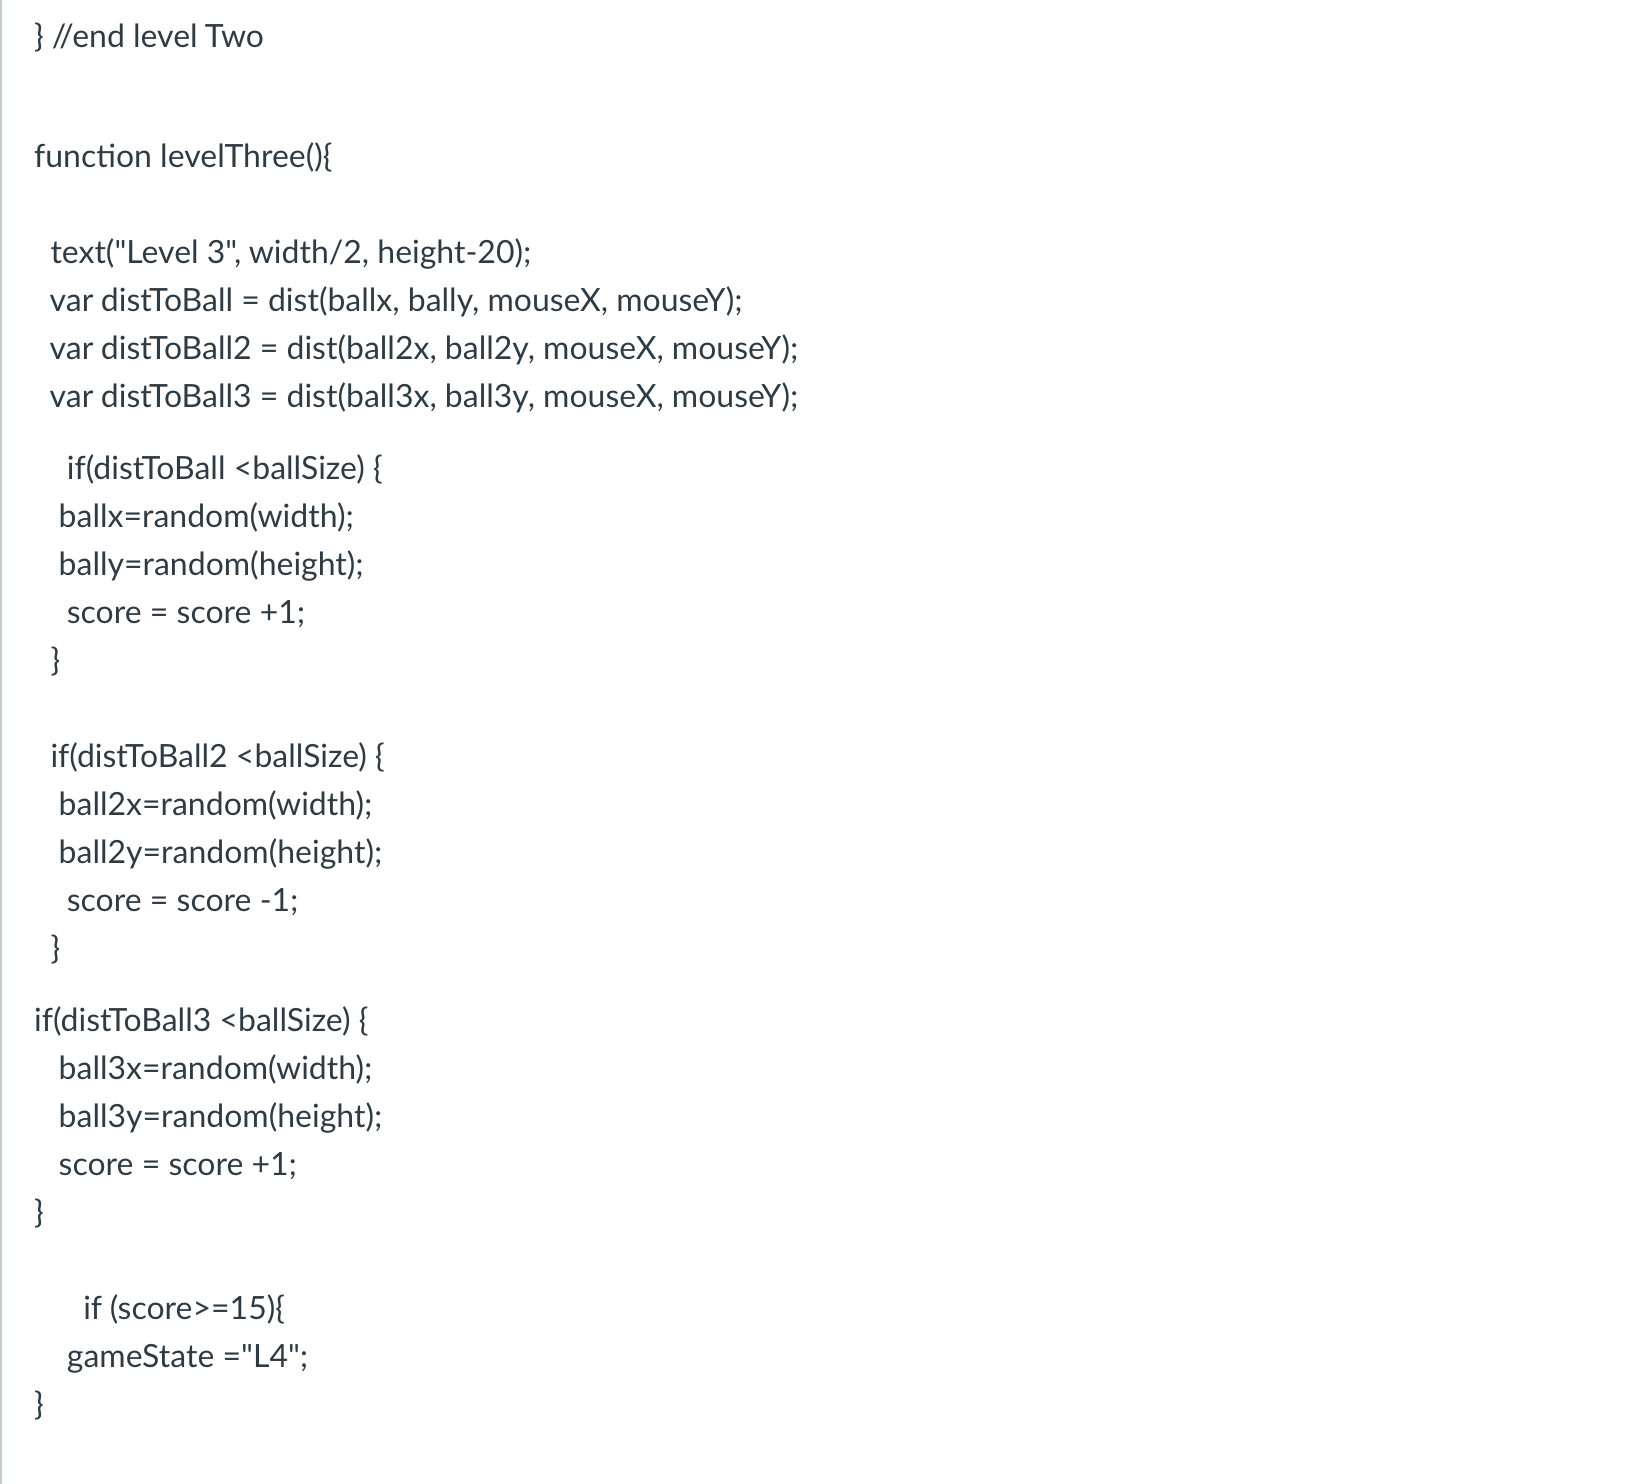 } //end level Two
function levelThree(){
text("Level 3", width/2, height-20);
var distToBall = dist(ballx, bally, mouseX, mouseY);
var distToBall2 = dist(ball2x, ball2y, mouseX, mouseY);
var distToBall3 = dist(ball3x, ball3y, mouseX, mouseY);
if(distToBall <ballSize) {
ballx=random(width);
bally=random(height);
score = score +1;
}
if(distToBall2 <ballSize) {
ball2x=random(width);
ball2y=random(height);
score = score -1;
}
if(distToBall3 <ballSize) {
ball3x=random(width);
ball3y=random(height);
score = score +1;
}
if (score>=15){
gameState ="L4";
}